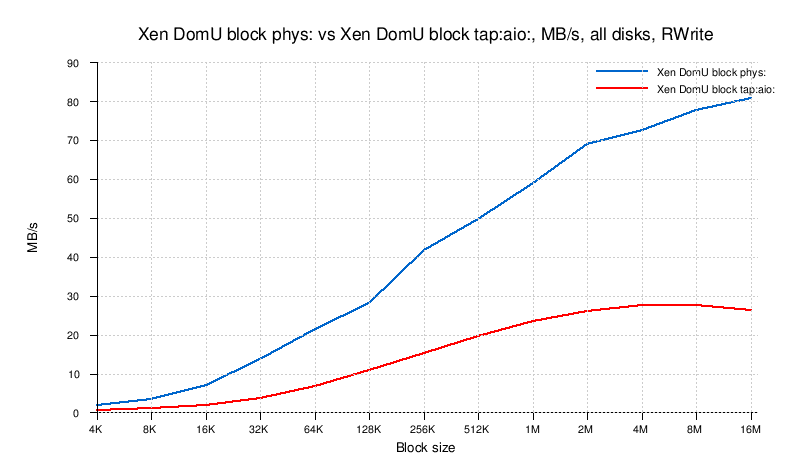 Xen DomU block phys: vs Xen DomU block tap:aio:, MB/s, all disks, RWrite
Xen DomU block phys:
Xen DomU block tap:aio:
MB/s
90
80
70
60
50
40
30
20
10
0
4K 8K 16K 32K 64K 128K 256K 512K 1M 2M 4M 8M 16M
Block size